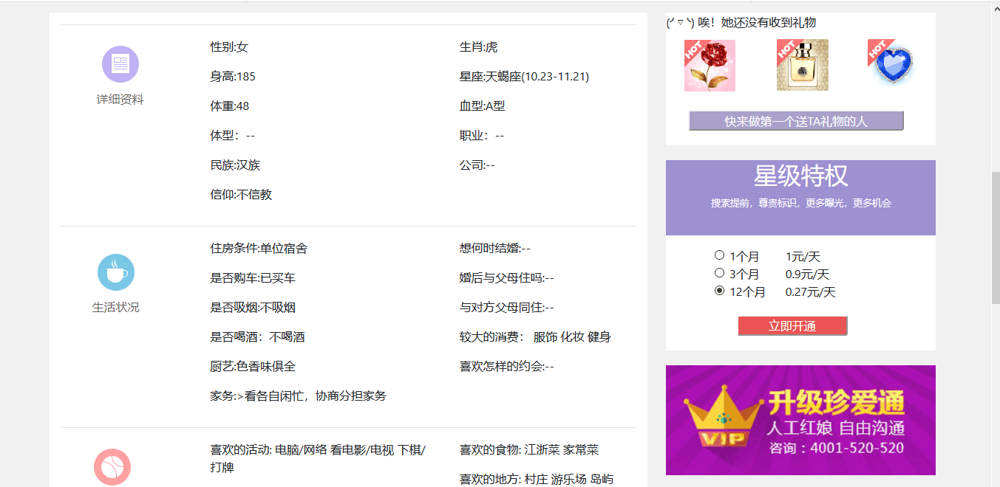 详细资料
性别:女
生肖:虎
身高:185
星座:天蝎座(10.23-11.21)
体重:48
血型:A型
体型：--
职业：--
民族:汉族
公司:--
信仰:不信教
生活状况
住房条件:单位宿舍
想何时结婚:--
是否购车:已买车
婚后与父母住吗:--
是否吸烟:不吸烟
与对方父母同住:--
是否喝酒：不喝酒
较大的消费： 服饰 化妆 健身
厨艺:色香味俱全
喜欢怎样的约会:--
家务:>看各自闲忙，协商分担家务
喜欢的活动: 电脑/网络 看电影/电视 下棋/
打牌
喜欢的食物: 江浙菜 家常菜
喜欢的地方: 村庄 游乐场 岛屿
(╯▽╰) 唉！她还没有收到礼物
HOT
HOT
HOT
快来做第一个送TA礼物的人
星级特权
搜索提前，尊贵标识，更多曝光，更多机会
1个月 1元/天
3个月 0.9元/天
12个月 0.27元/天
立即开通
VIP
升级珍爱通
人工红娘 自由沟通
咨询：4001-520-520